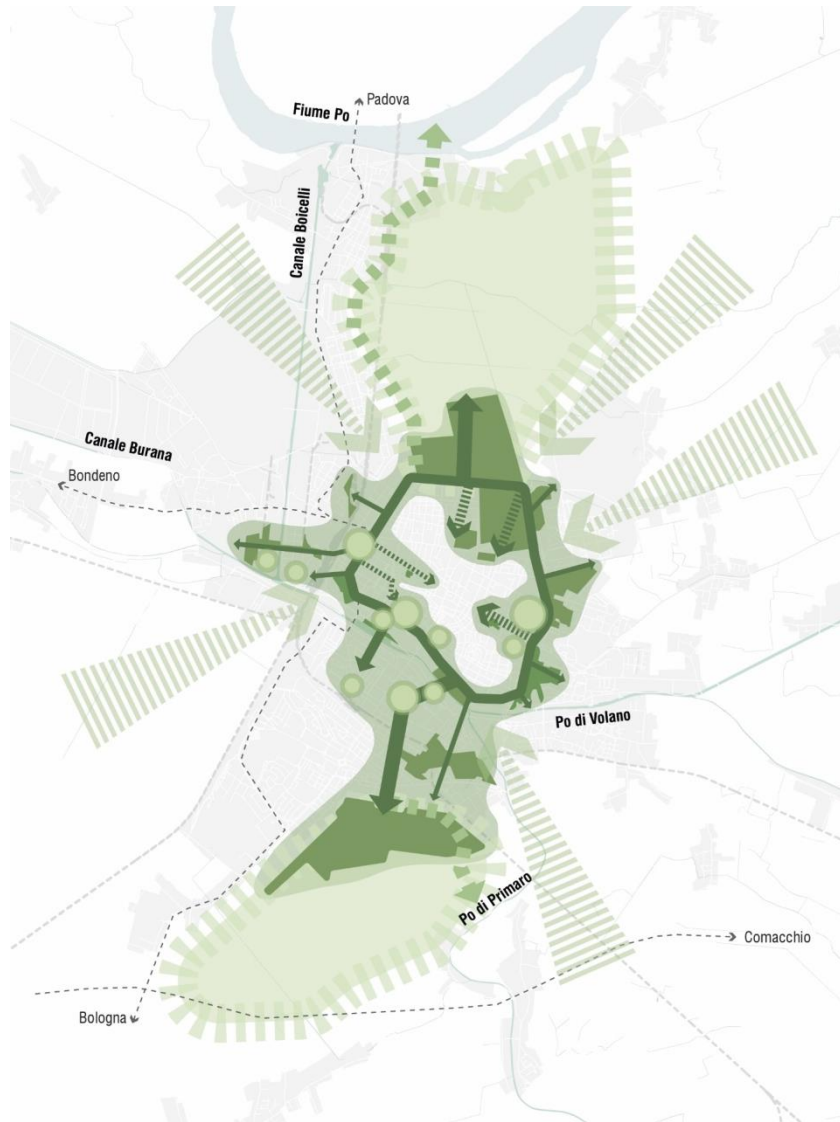 Padova
Fiume Po
Canale Boicelli
Canale Burana
Bondeno
Po di Volano
Po di Primaro
Comacchio
Bologna